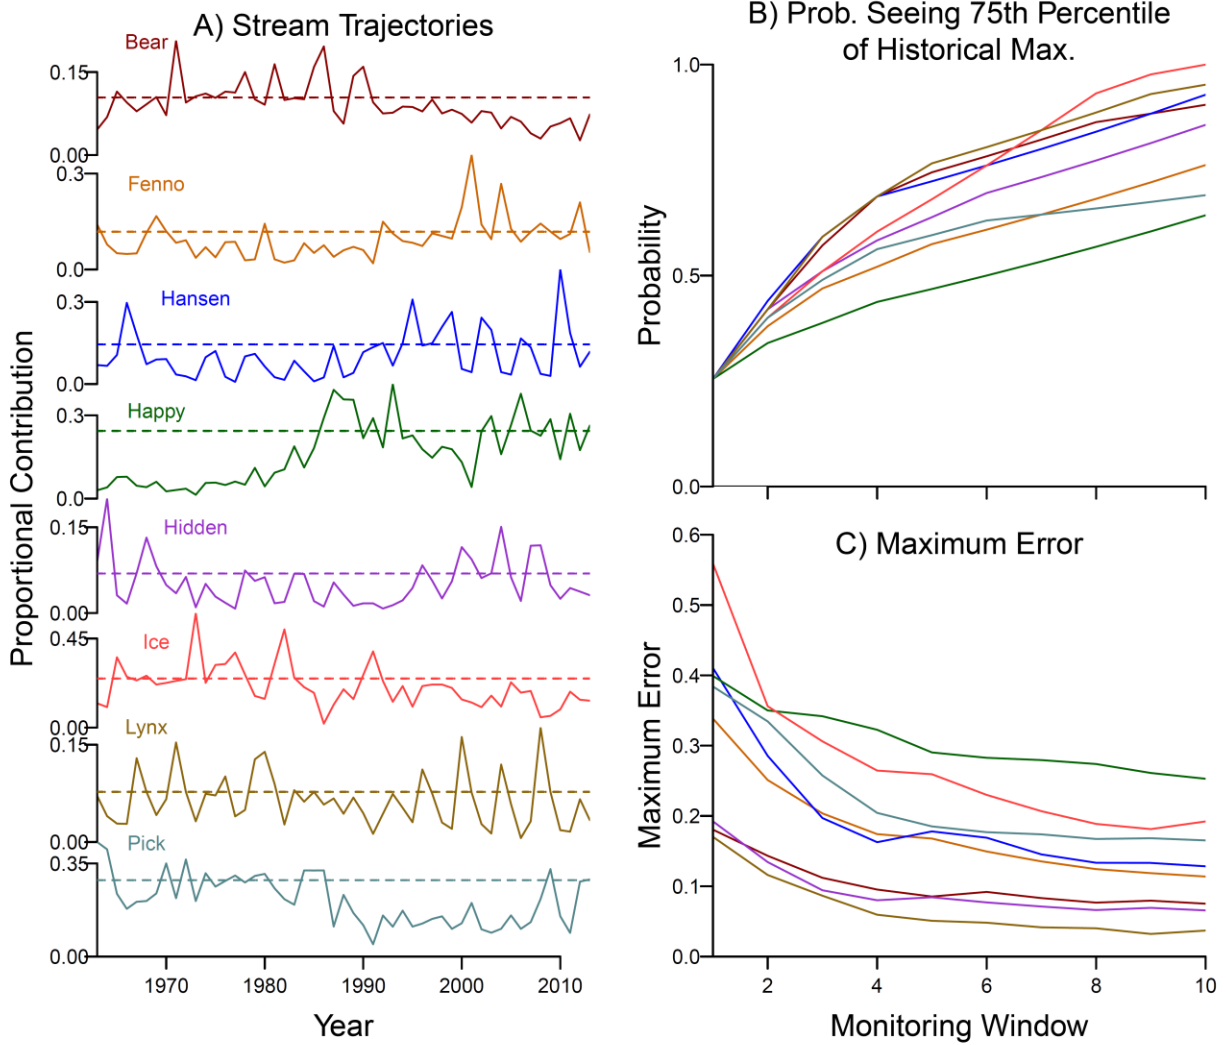 A) Stream Trajectories
Proportional Contribution
Bear
0.15
0.00
Fenno
0.3
0.0
Hansen
0.3
0.0
Happy
0.3
0.0
Hidden
0.15
0.00
Ice
0.45
0.00
Lynx
0.15
0.00
Pick
0.35
0.00
1970 1980 1990 2000 2010
Year
B) Prob. Seeing 75th Percentile
of Historical Max.
Probability
1.0
0.5
0.0
C) Maximum Error
Maximum Error
0.6
0.5
0.4
0.3
0.2
0.1
0.0
2 4 6 8 10
Monitoring Window